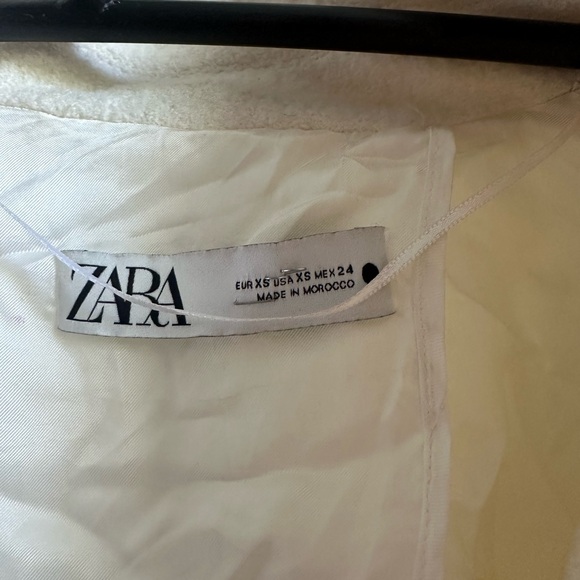 ZARA
EUR XS USA XS MEX 24
MADE IN MOROCCO